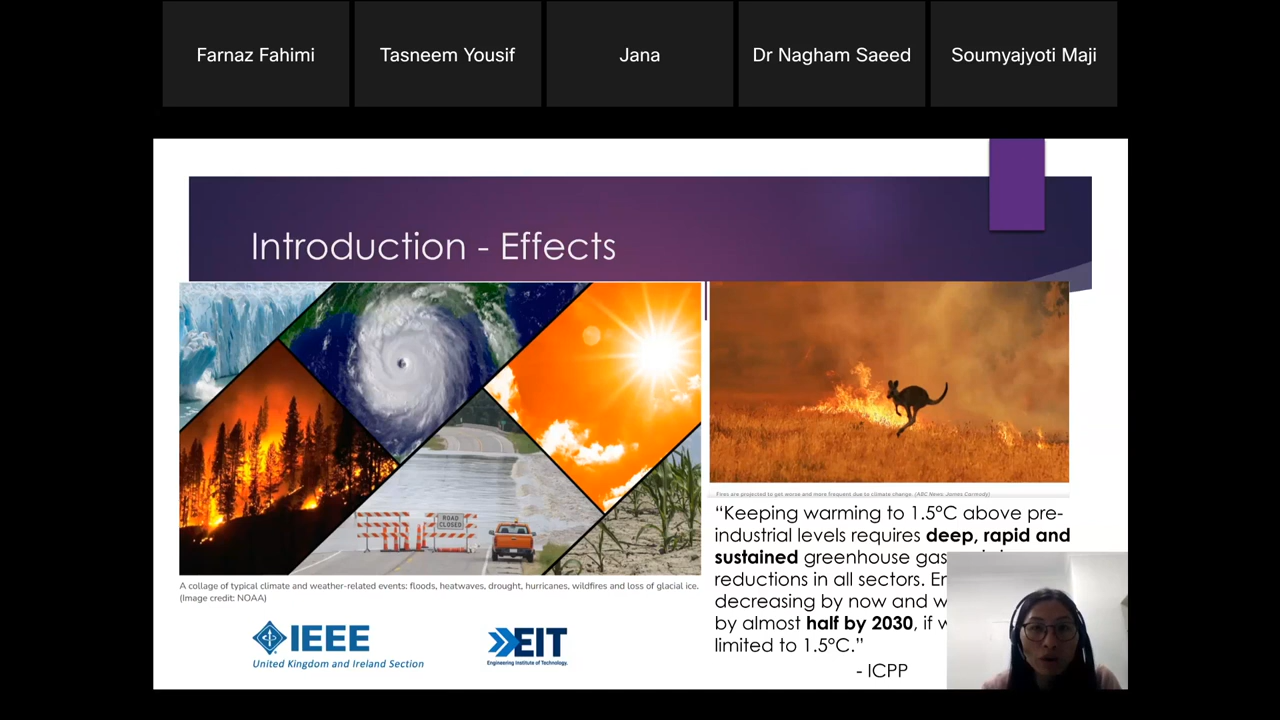 Farnaz Fahimi
Tasneem Yousif
Jana
Dr Nagham Saeed
Soumyajyoti Maji
Introduction - Effects
ROAD
CLOSED
Fires are projected to get worse and more frequent due to climate change. (ABC News: James Carmody)
A collage of typical climate and weather-related events: floods, heatwaves, drought, hurricanes, wildfires and loss of glacial ice.
(Image credit: NOAA)
“Keeping warming to 1.5°C above pre-
industrial levels requires deep, rapid and
sustained greenhouse gas
reductions in all sectors.
decreasing by now and
by almost half by 2030, if
limited to 1.5°C.”
- ICPP
IEEE
United Kingdom and Ireland Section
EIT
Engineering Institute of Technology.